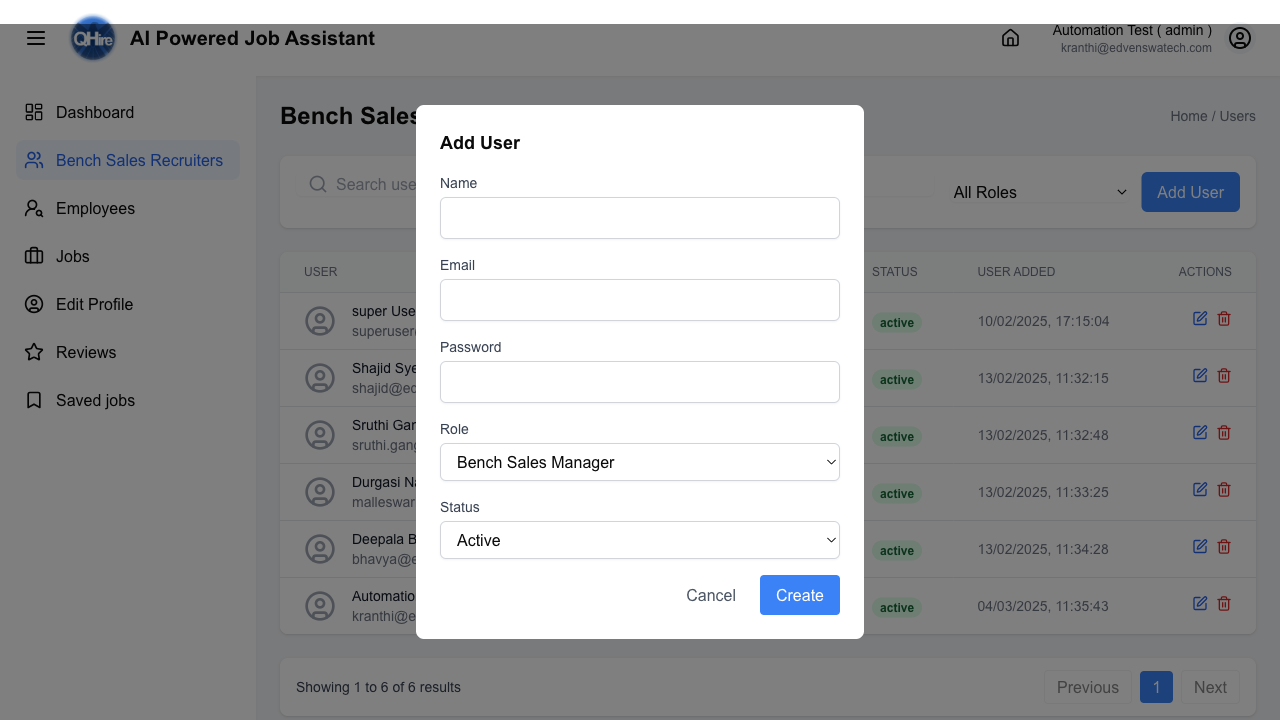 QHire
AI Powered Job Assistant
Automation Test ( admin )
kranthi@edvenswatech.com
Dashboard
Bench Sales Recruiters
Employees
Jobs
Edit Profile
Reviews
Saved jobs
Bench Sales
Home / Users
Search use
All Roles
Add User
USER
STATUS
USER ADDED
ACTIONS
super Use
superuser
active
10/02/2025, 17:15:04
Shajid Sye
shajid@ed
active
13/02/2025, 11:32:15
Sruthi Gan
sruthi.gang
active
13/02/2025, 11:32:48
Durgasi Na
malleswar
active
13/02/2025, 11:33:25
Deepala B
bhavya@e
active
13/02/2025, 11:34:28
Automatio
kranthi@e
active
04/03/2025, 11:35:43
Showing 1 to 6 of 6 results
Previous
1
Next
Add User
Name
Email
Password
Role
Bench Sales Manager
Status
Active
Cancel
Create